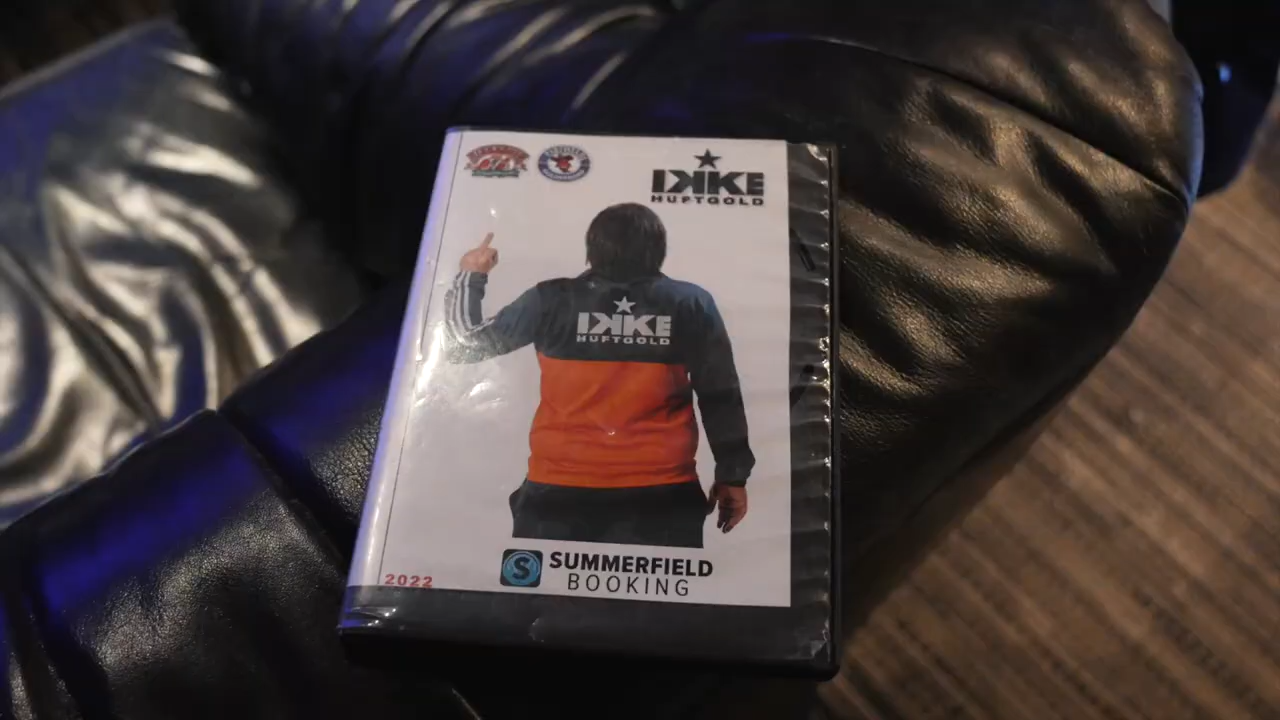 IKKE
HUFTGOLD
IKKE
HUFTGOLD
S
SUMMERFIELD
BOOKING
2022